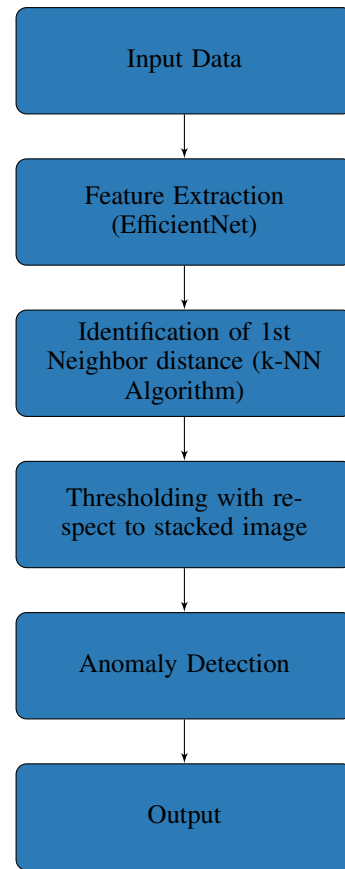 Input Data
Feature Extraction
(EfficientNet)
Identification of 1st
Neighbor distance (k-NN
Algorithm)
Thresholding with re-
spect to stacked image
Anomaly Detection
Output